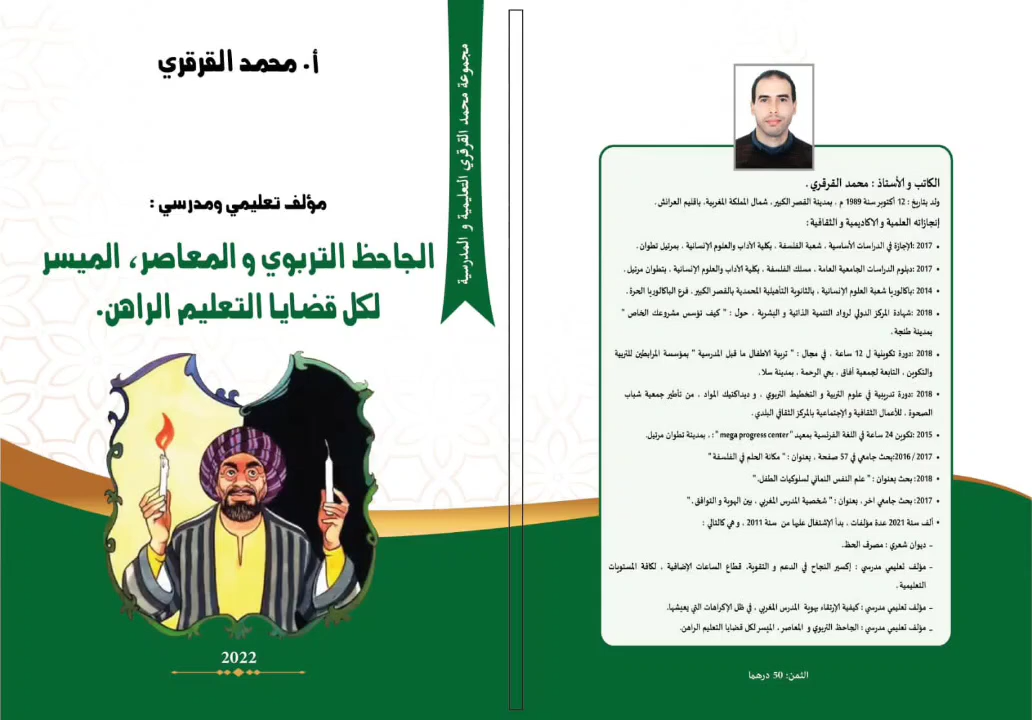 أ. محمد القرقري
مجموعة محمد القرقري التعليمية و المدرسية
مؤلف تعليمي ومدرسي :
الجاحظ التربوي و المعاصر، الميسر
لكل قضايا التعليم الراهن.
2022
الكاتب و الأستاذ : محمد القرقري .
ولد بتاريخ : 12 أكتوبر سنة 1989 م ، بمدينة القصر الكبير ، شمال المملكة المغربية، باقليم العرائش.
إنجازاته العلمية و الاكاديمية و الثقافية :
• 2017 :الإجازة في الدراسات الأساسية ، شعبة الفلسفة ، بكلية الآداب والعلوم الإنسانية ، بمرتيل تطوان .
• 2017 :دبلوم الدراسات الجامعية العامة ، مسلك الفلسفة ، بكلية الآداب والعلوم الإنسانية ، بتطوان مرتيل.
• 2014 :باكالوريا شعبة العلوم الإنسانية ، بالثانوية التأهيلية المحمدية بالقصر الكبير ، فرع الباكالوريا الحرة .
• 2018 :شهادة المركز الدولي لرواد التنمية الذاتية و البشرية ، حول : " كيف تؤسس مشروعك الخاص "
بمدينة طنجة.
• 2018 :دورة تكوينية ل 12 ساعة ، في مجال : " تربية الاطفال ما قبل المدرسية " بمؤسسة المرابطين للتربية
والتكوين ، التابعة لجمعية أفاق ، بحي الرحمة ، بمدينة سلا .
• 2018 :دورة تدريبية في علوم التربية و التخطيط التربوي ، و ديداكتيك المواد ، من تأطير جمعية شباب
الصحوة ، للأعمال الثقافية و الإجتماعية بالمركز الثقافي البلدي .
• 2015 :تكوين 24 ساعة في اللغة الفرنسية بمعهد " mega progress center" : ، بمدينة تطوان مرتيل.
• 2016/2017:بحث جامعي في 57 صفحة ، بعنوان : " مكانة الحلم في الفلسفة "
• 2018: بحث بعنوان : " علم النفس النمائي لسلوكيات الطفل."
• 2017: بحث جامعي اخر، بعنوان : " شخصية المدرس المغربي ، بين الهوية و التوافق ."
• ألف سنة 2021 عدة مؤلفات ، بدأ الإشتغال عليها من سنة 2011 ، و هي كالتالي :
- ديوان شعري : مصرف الحظ.
- مؤلف تعليمي مدرسي : إكسير النجاح في الدعم و التقوية، قطاع الساعات الإضافية ، لكافة المستويات
التعليمية .
- مؤلف تعليمي مدرسي : كيفية الإرتقاء بهوية المدرس المغربي ، في ظل الإكراهات التي يعيشها.
_ مؤلف تعليمي مدرسي : الجاحظ التربوي و المعاصر ، الميسر لكل قضايا التعليم الراهن.
الثمن: 50 درهما